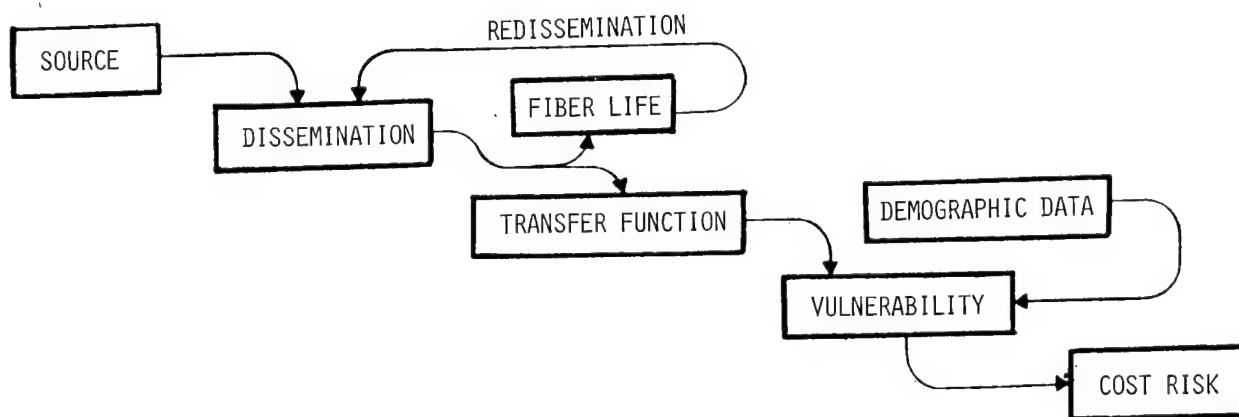 REDISSEMINATION
SOURCE
FIBER LIFE
DISSEMINATION
TRANSFER FUNCTION
DEMOGRAPHIC DATA
VULNERABILITY
COST RISK